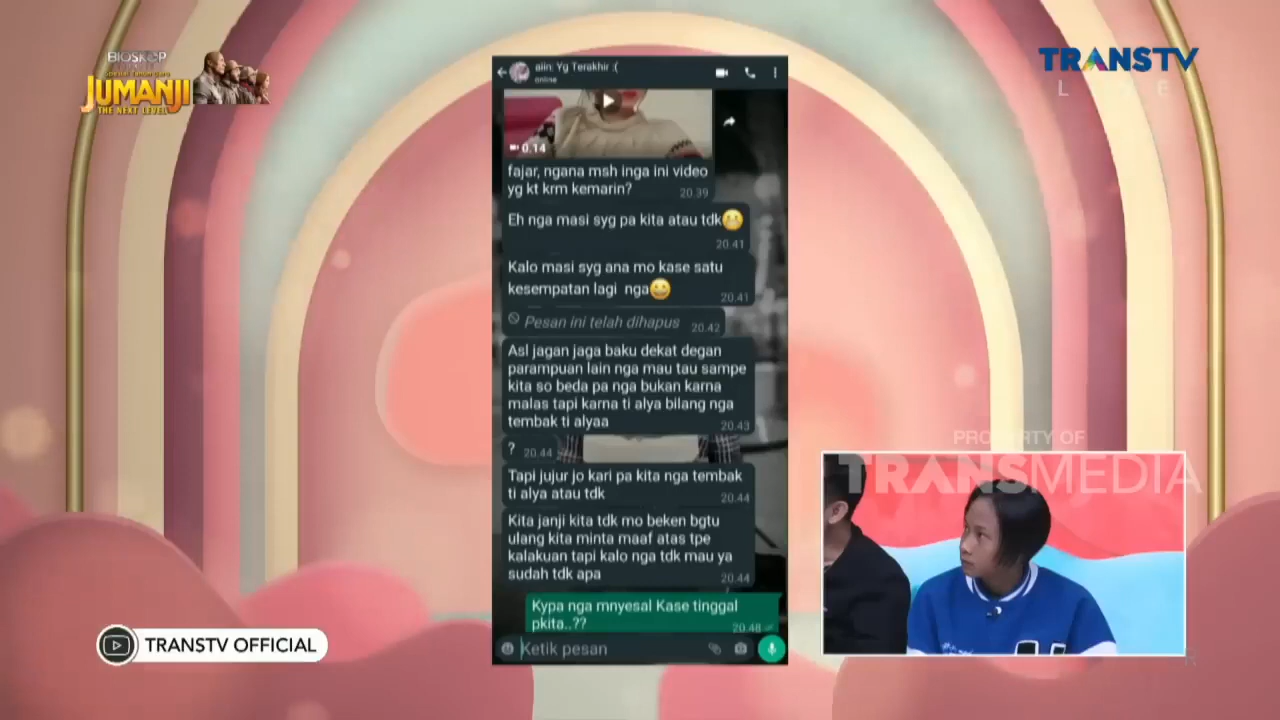 BIOSKOP
JUMANJI
THE NEXT LEVEL
TRANSTV
LIVE
aiin: Yg Terakhir :(
online
0.14
fajar, ngana msh inga ini video
yg kt krm kemarin?
20.39
Eh nga masi syg pa kita atau tdk😬
20.41
Kalo masi syg ana mo kase satu
kesempatan lagi nga😀
20.41
Pesan ini telah dihapus
20.42
Asl jagan jaga baku dekat degan
parampuan lain nga mau tau sampe
kita so beda pa nga bukan karna
malas tapi karna ti alya bilang nga
tembak ti alyaa
20.43
?
20.44
Tapi jujur jo kari pa kita nga tembak
ti alya atau tdk
20.44
Kita janji kita tdk mo beken bgtu
ulang kita minta maaf atas tpe
kalakuan tapi kalo nga tdk mau ya
sudah tdk apa
20.44
Kypa nga mnyesal Kase tinggal
pkita..??
20.48
Ketik pesan
PROPERTY OF
TRANSMEDIA
TRANSTV OFFICIAL